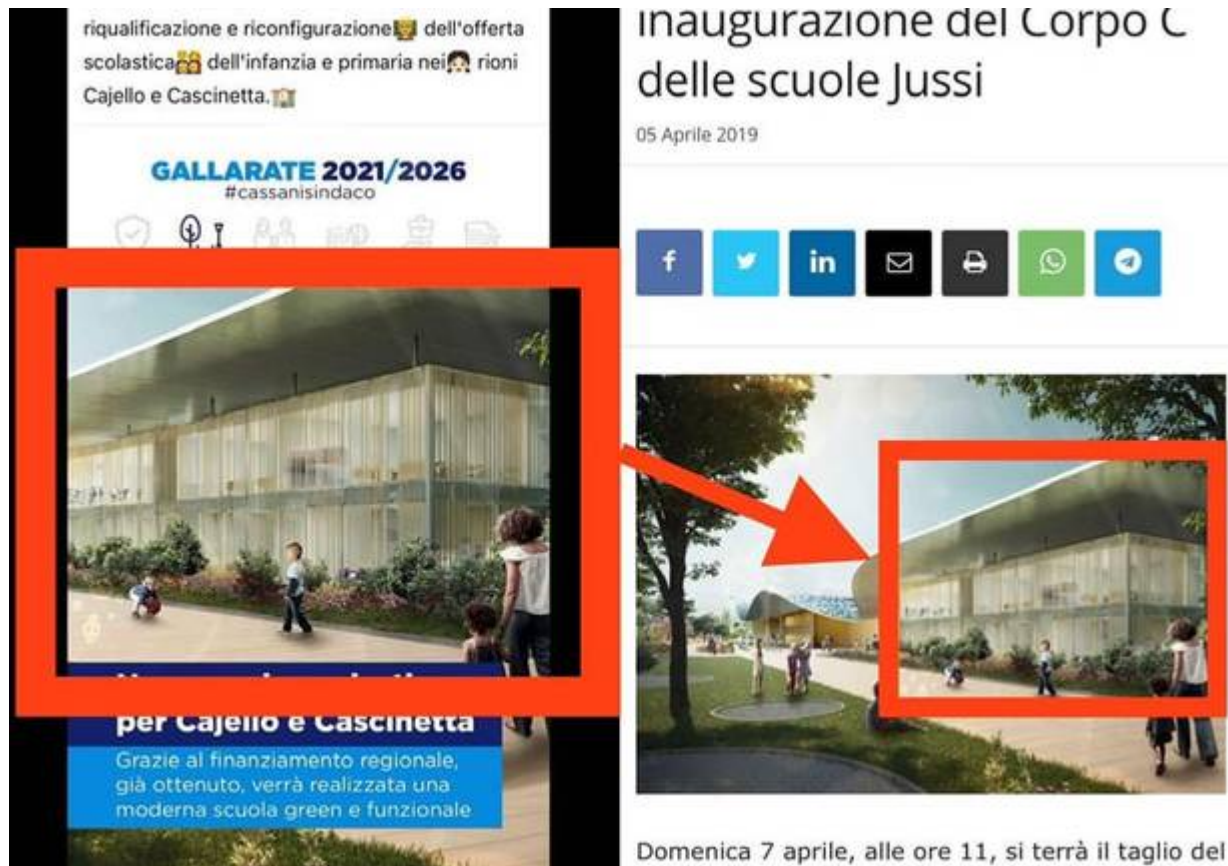 riqualificazione e riconfigurazione dell'offerta
scolastica dell'infanzia e primaria nei rioni
Cajello e Cascinetta.
GALLARATE 2021/2026
#cassanisindaco
per Cajello e Cascinetta
Grazie al finanziamento regionale,
già ottenuto, verrà realizzata una
moderna scuola green e funzionale
inaugurazione del Corpo C
delle scuole Jussi
05 Aprile 2019
f
in
Domenica 7 aprile, alle ore 11, si terrà il taglio del